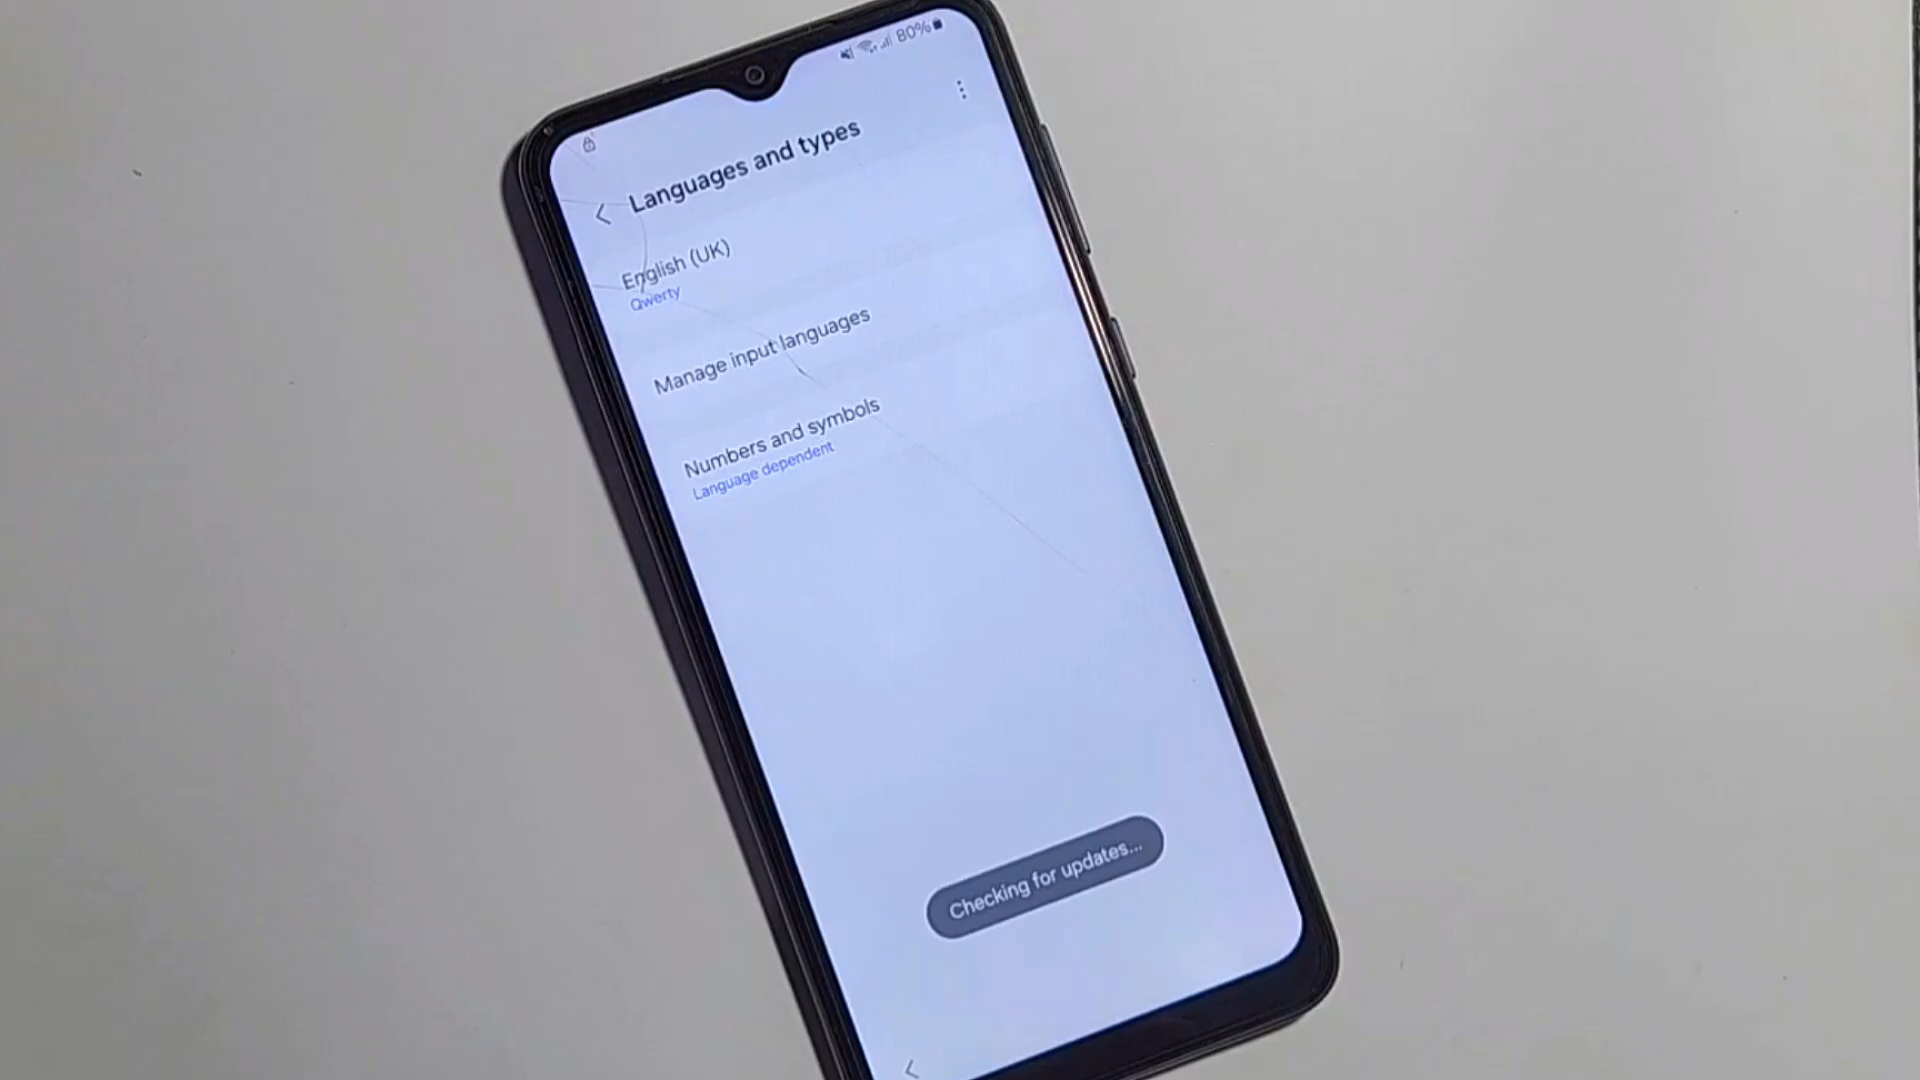 80%
Languages and types
English (UK)
Qwerty
Manage input languages
Numbers and symbols
Language dependent
Checking for updates...